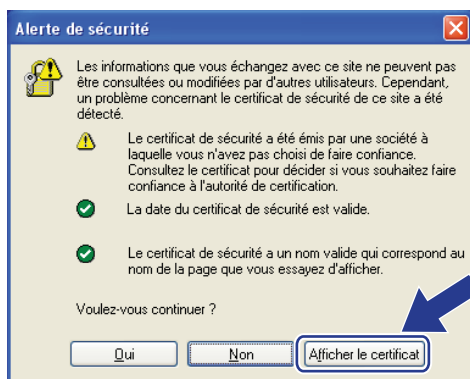 Alerte de sécurité
Les informations que vous échangez avec ce site ne peuvent pas
être consultées ou modifiées par d'autres utilisateurs. Cependant,
un problème concernant le certificat de sécurité de ce site a été
détecté.
Le certificat de sécurité a été émis par une société à
laquelle vous n'avez pas choisi de faire confiance.
Consultez le certificat pour décider si vous souhaitez faire
confiance à l'autorité de certification.
La date du certificat de sécurité est valide.
Le certificat de sécurité a un nom valide qui correspond au
nom de la page que vous essayez d'afficher.
Voulez-vous continuer ?
Oui Non Afficher le certificat